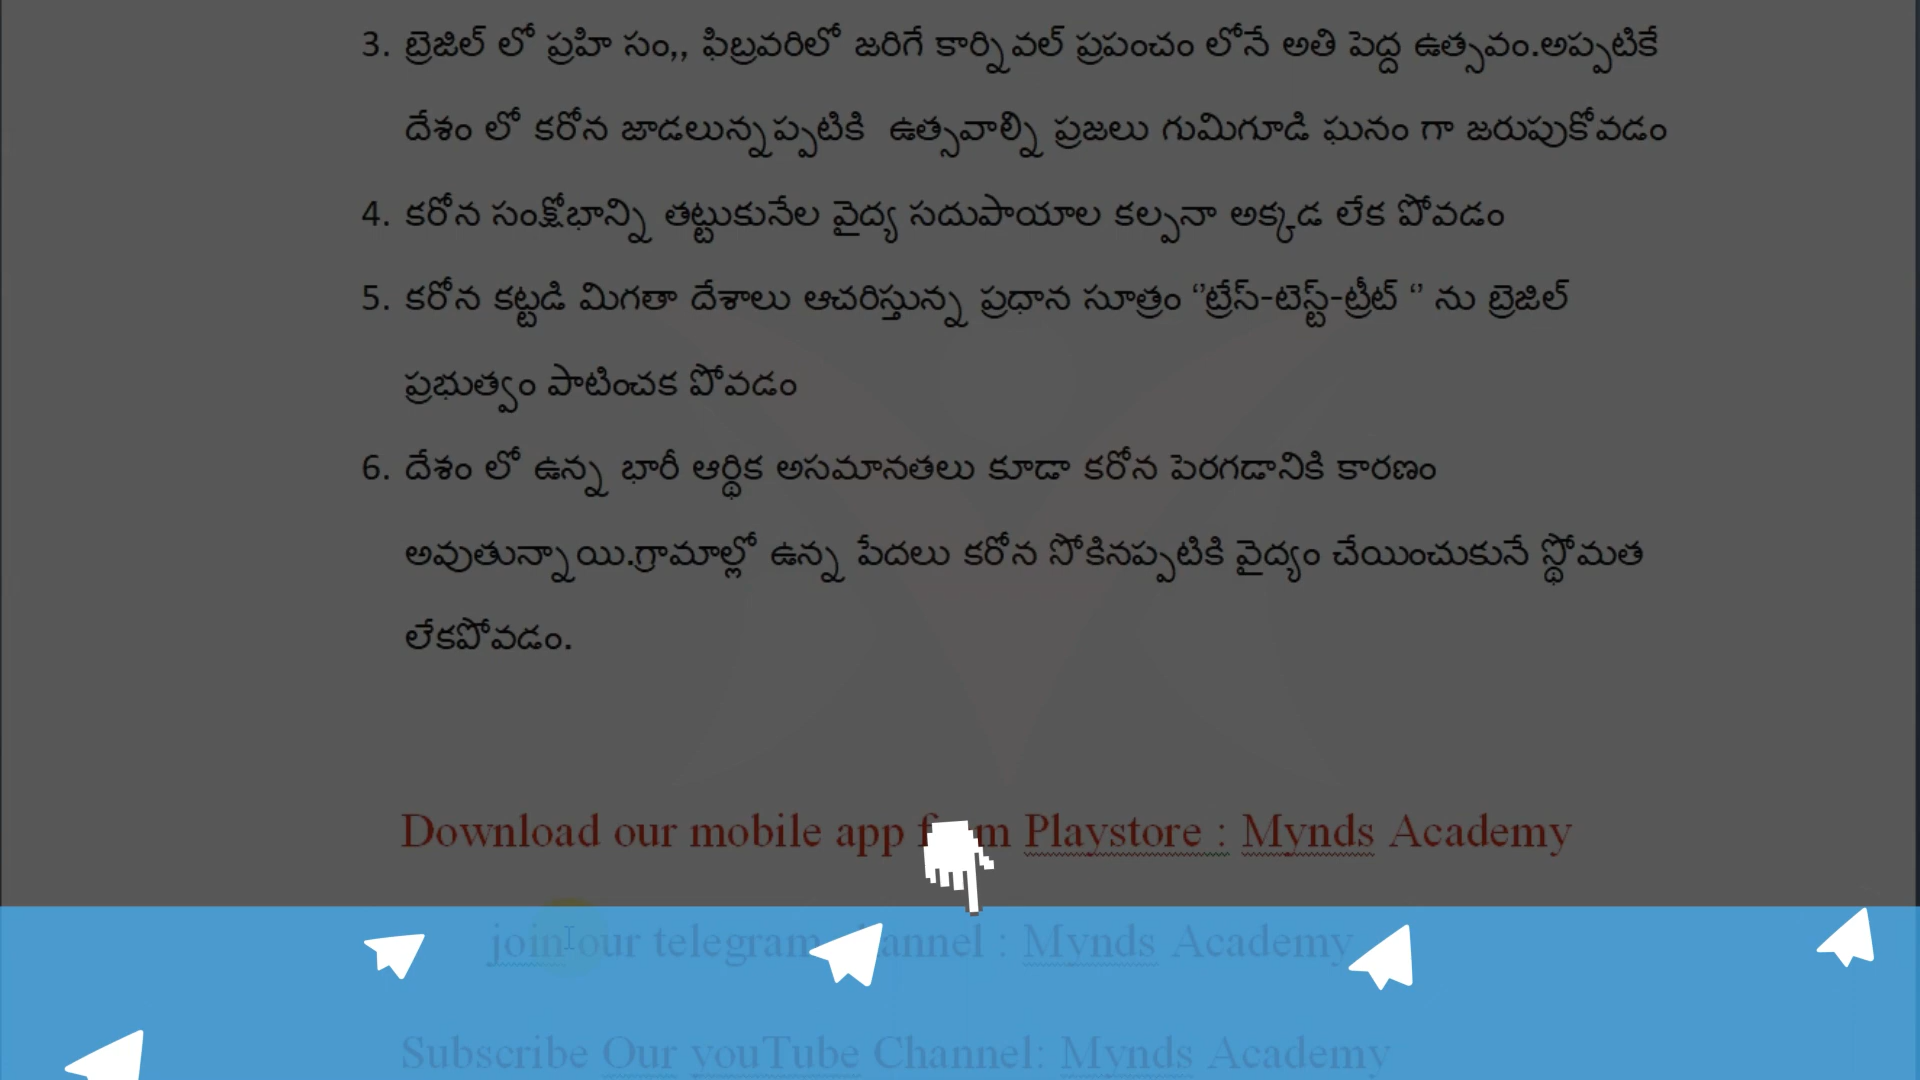 3. బ్రెజిల్ లో ప్రహి సం,, ఫిబ్రవరిలో జరిగే కార్నివల్ ప్రపంచం లోనే అతి పెద్ద ఉత్సవం.అప్పటికే
దేశం లో కరోన జాడలున్నప్పటికి ఉత్సవాల్ని ప్రజలు గుమిగూడి ఘనం గా జరుపుకోవడం
4. కరోన సంక్షోభాన్ని తట్టుకునేల వైద్య సదుపాయాల కల్పనా అక్కడ లేక పోవడం
5. కరోన కట్టడి మిగతా దేశాలు ఆచరిస్తున్న ప్రధాన సూత్రం “ట్రేస్-టెస్ట్-ట్రీట్ “ ను బ్రెజిల్
ప్రభుత్వం పాటించక పోవడం
6. దేశం లో ఉన్న భారీ ఆర్థిక అసమానతలు కూడా కరోన పెరగడానికి కారణం
అవుతున్నాయి.గ్రామాల్లో ఉన్న పేదలు కరోన సోకినప్పటికి వైద్యం చేయించుకునే స్థోమత
లేకపోవడం.
Download our mobile app from Playstore : Mynds Academy
join our telegram channel : Mynds Academy
Subscribe Our youTube Channel: Mynds Academy